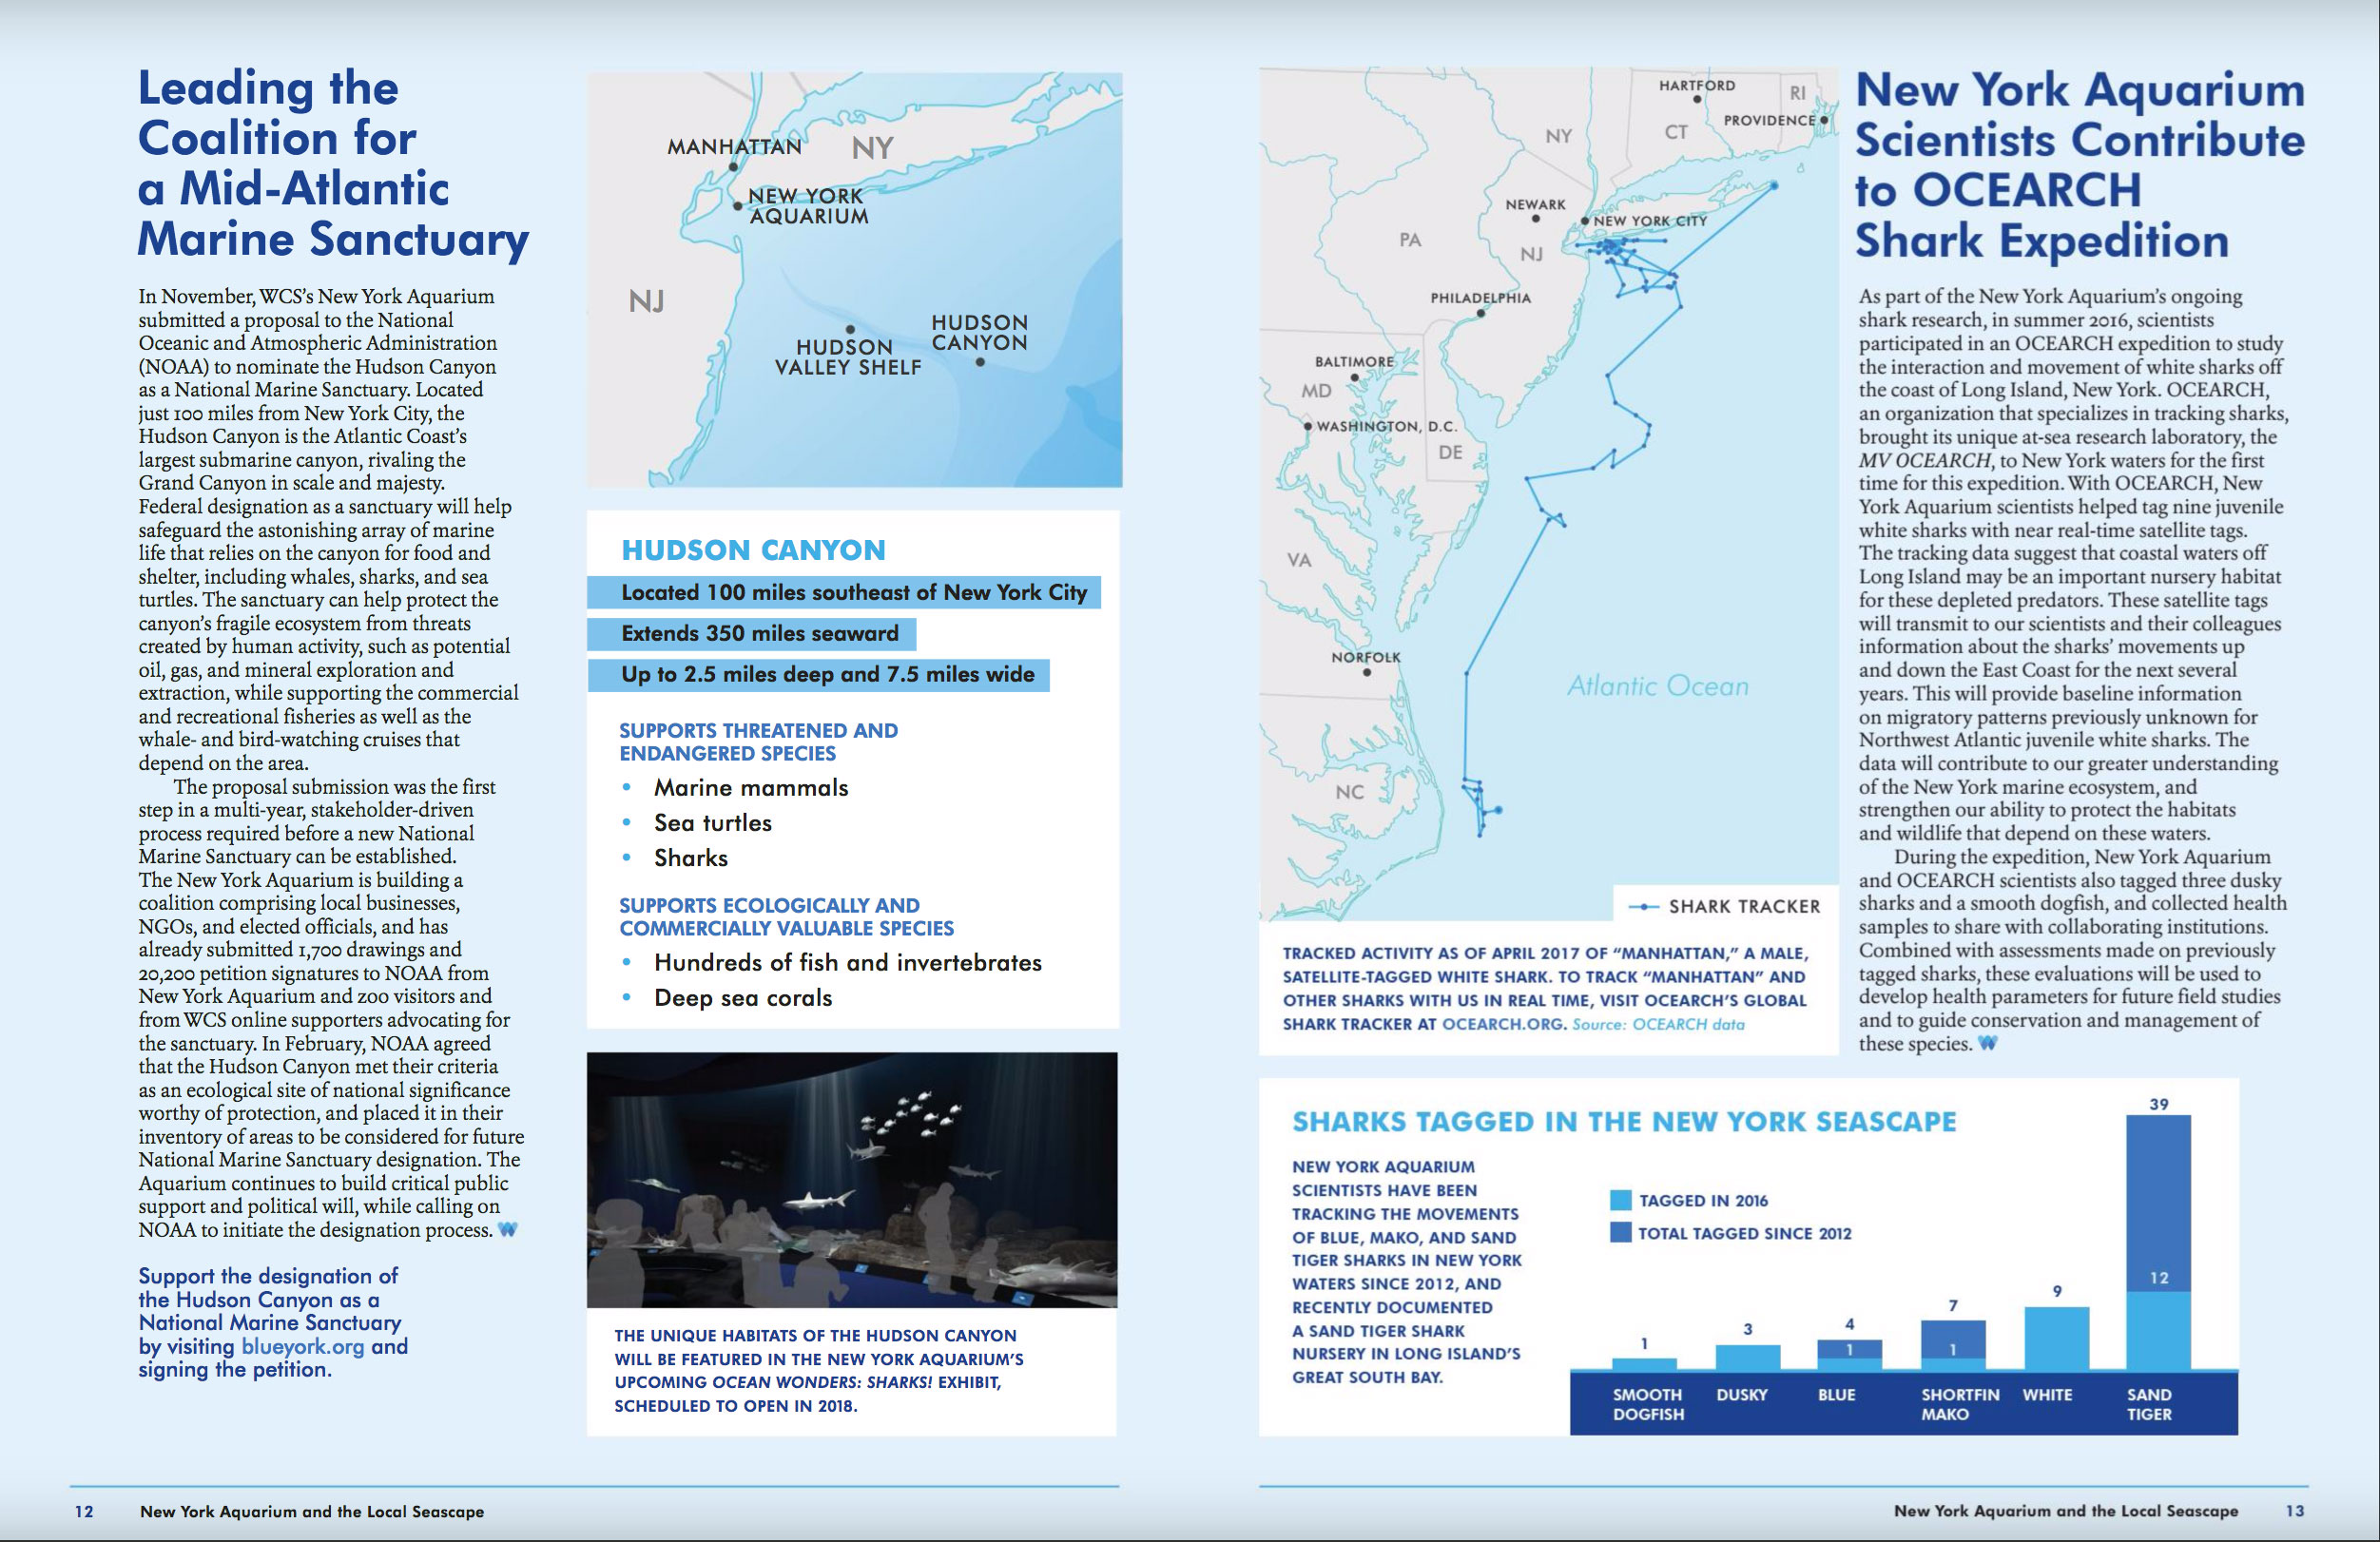 Leading the
Coalition for
a Mid-Atlantic
Marine Sanctuary
In November, WCS's New York Aquarium
submitted a proposal to the National
Oceanic and Atmospheric Administration
(NOAA) to nominate the Hudson Canyon
as a National Marine Sanctuary. Located
just 100 miles from New York City, the
Hudson Canyon is the Atlantic Coast's
largest submarine canyon, rivaling the
Grand Canyon in scale and majesty.
Federal designation as a sanctuary will help
safeguard the astonishing array of marine
life that relies on the canyon for food and
shelter, including whales, sharks, and sea
turtles. The sanctuary can help protect the
canyon's fragile ecosystem from threats
created by human activity, such as potential
oil, gas, and mineral exploration and
extraction, while supporting the commercial
and recreational fisheries as well as the
whale- and bird-watching cruises that
depend on the area.
The proposal submission was the first
step in a multi-year, stakeholder-driven
process required before a new National
Marine Sanctuary can be established.
The New York Aquarium is building a
coalition comprising local businesses,
NGOs, and elected officials, and has
already submitted 1,700 drawings and
20,200 petition signatures to NOAA from
New York Aquarium and zoo visitors and
from WCS online supporters advocating for
the sanctuary. In February, NOAA agreed
that the Hudson Canyon met their criteria
as an ecological site of national significance
worthy of protection, and placed it in their
inventory of areas to be considered for future
National Marine Sanctuary designation. The
Aquarium continues to build critical public
support and political will, while calling on
NOAA to initiate the designation process.
Support the designation of
the Hudson Canyon as a
National Marine Sanctuary
by visiting blueyork.org and
signing the petition.
MANHATTAN
NY
NEW YORK
AQUARIUM
NJ
HUDSON
VALLEY SHELF
HUDSON
CANYON
HUDSON CANYON
Located 100 miles southeast of New York City
Extends 350 miles seaward
Up to 2.5 miles deep and 7.5 miles wide
SUPPORTS THREATENED AND
ENDANGERED SPECIES
• Marine mammals
• Sea turtles
• Sharks
SUPPORTS ECOLOGICALLY AND
COMMERCIALLY VALUABLE SPECIES
• Hundreds of fish and invertebrates
• Deep sea corals
THE UNIQUE HABITATS OF THE HUDSON CANYON
WILL BE FEATURED IN THE NEW YORK AQUARIUM'S
UPCOMING OCEAN WONDERS: SHARKS! EXHIBIT,
SCHEDULED TO OPEN IN 2018.
12 New York Aquarium and the Local Seascape
HARTFORD
RI
NY
CT
PROVIDENCE
NEWARK
NEW YORK CITY
PA
NJ
PHILADELPHIA
BALTIMORE
MD
WASHINGTON, D.C.
DE
VA
NORFOLK
Atlantic Ocean
NC
SHARK TRACKER
TRACKED ACTIVITY AS OF APRIL 2017 OF "MANHATTAN," A MALE,
SATELLITE-TAGGED WHITE SHARK. TO TRACK "MANHATTAN" AND
OTHER SHARKS WITH US IN REAL TIME, VISIT OCEARCH'S GLOBAL
SHARK TRACKER AT OCEARCH.ORG. Source: OCEARCH data
New York Aquarium
Scientists Contribute
to OCEARCH
Shark Expedition
As part of the New York Aquarium's ongoing
shark research, in summer 2016, scientists
participated in an OCEARCH expedition to study
the interaction and movement of white sharks off
the coast of Long Island, New York. OCEARCH,
an organization that specializes in tracking sharks,
brought its unique at-sea research laboratory, the
MV OCEARCH, to New York waters for the first
time for this expedition. With OCEARCH, New
York Aquarium scientists helped tag nine juvenile
white sharks with near real-time satellite tags.
The tracking data suggest that coastal waters off
Long Island may be an important nursery habitat
for these depleted predators. These satellite tags
will transmit to our scientists and their colleagues
information about the sharks' movements up
and down the East Coast for the next several
years. This will provide baseline information
on migratory patterns previously unknown for
Northwest Atlantic juvenile white sharks. The
data will contribute to our greater understanding
of the New York marine ecosystem, and
strengthen our ability to protect the habitats
and wildlife that depend on these waters.
During the expedition, New York Aquarium
and OCEARCH scientists also tagged three dusky
sharks and a smooth dogfish, and collected health
samples to share with collaborating institutions.
Combined with assessments made on previously
tagged sharks, these evaluations will be used to
develop health parameters for future field studies
and to guide conservation and management of
these species.
SHARKS TAGGED IN THE NEW YORK SEASCAPE
NEW YORK AQUARIUM
SCIENTISTS HAVE BEEN
TRACKING THE MOVEMENTS
OF BLUE, MAKO, AND SAND
TIGER SHARKS IN NEW YORK
WATERS SINCE 2012, AND
RECENTLY DOCUMENTED
A SAND TIGER SHARK
NURSERY IN LONG ISLAND'S
GREAT SOUTH BAY.
TAGGED IN 2016
TOTAL TAGGED SINCE 2012
1
3
4
1
7
1
9
39
12
SMOOTH
DOGFISH
DUSKY
BLUE
SHORTFIN
MAKO
WHITE
SAND
TIGER
New York Aquarium and the Local Seascape 13